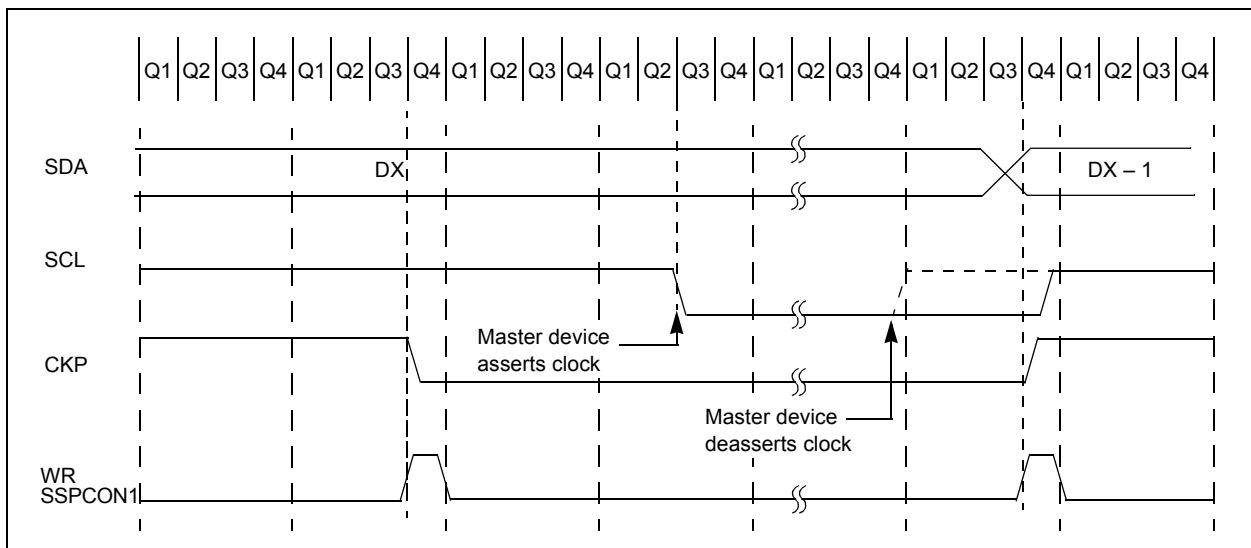 Q1 Q2 Q3 Q4 Q1 Q2 Q3 Q4 Q1 Q2 Q3 Q4 Q1 Q2 Q3 Q4 Q1 Q2 Q3 Q4 Q1 Q2 Q3 Q4 Q1 Q2 Q3 Q4
SDA
DX
DX – 1
SCL
Master device
asserts clock
CKP
Master device
deasserts clock
WR
SSPCON1